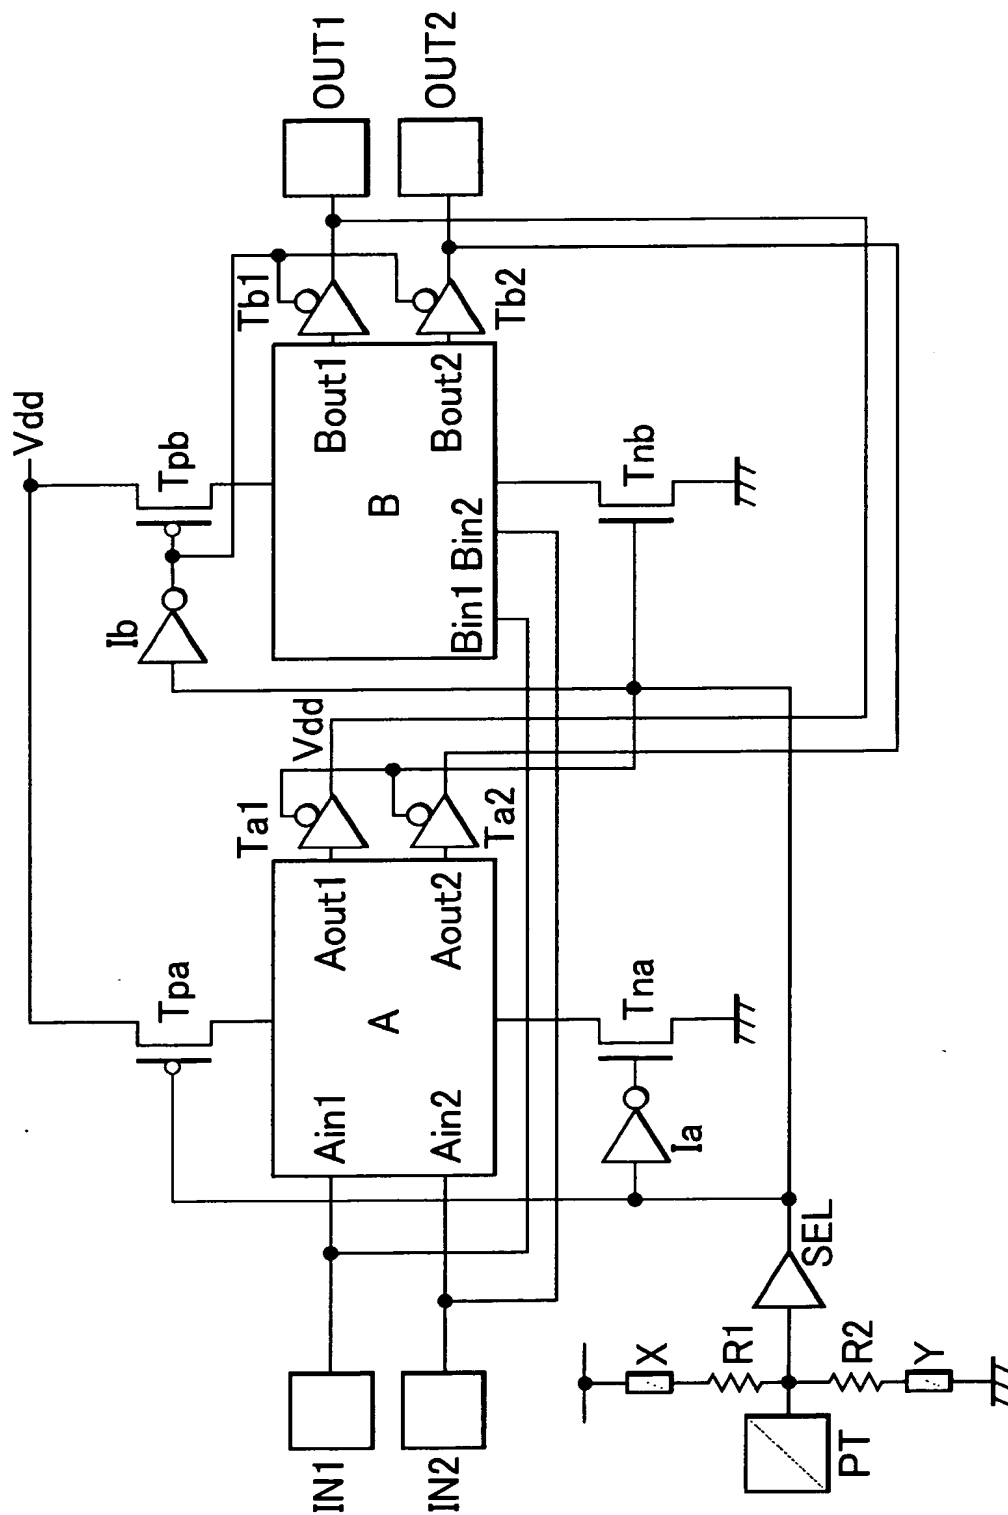 Vdd
Tpa
Tpb
Ib
Ta1
Vdd
Tb1
OUT1
IN1
Ain1
Aout1
A
Bout1
B
OUT2
IN2
Ain2
Aout2
Ta2
Bin1
Bin2
Bout2
Tb2
Ia
Tna
Tnb
X
R1
SEL
PT
R2
Y